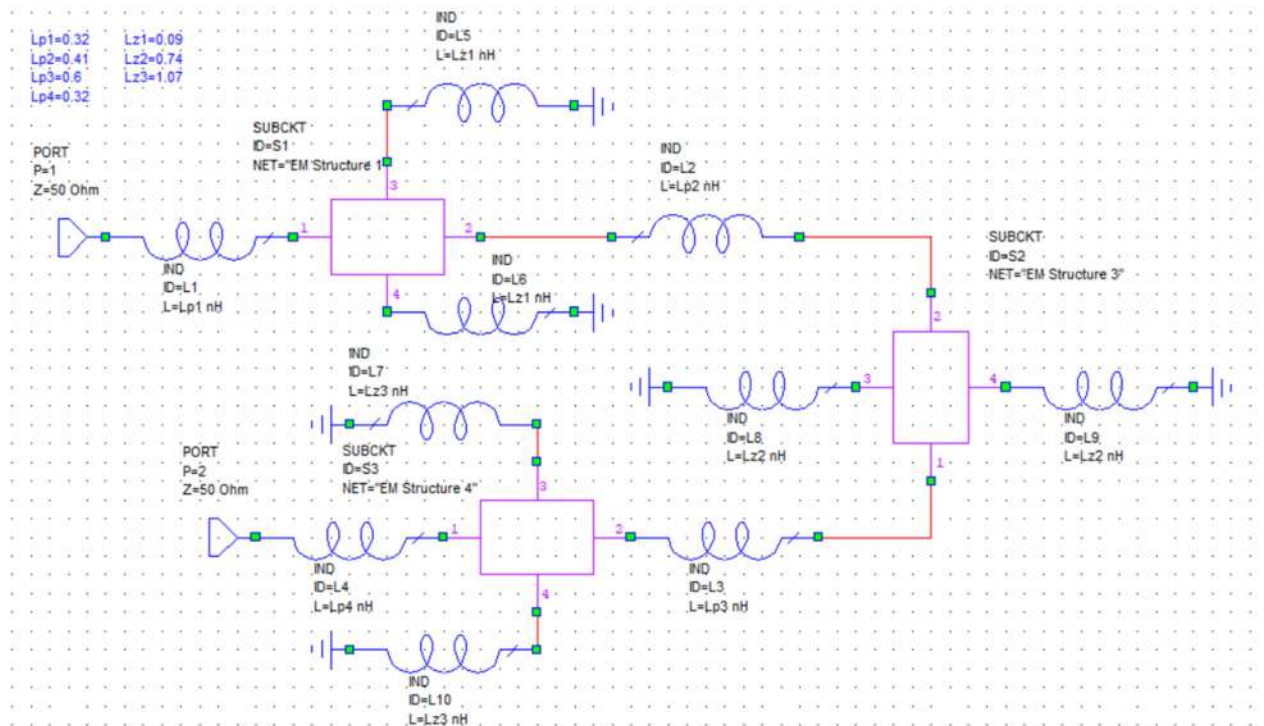 Lp1=0.32 Lz1=0.09
Lp2=0.41 Lz2=0.74
Lp3=0.6 Lz3=1.07
Lp4=0.32
IND
ID=L5
L=Lz1 nH
SUBCKT
ID=S1
NET="EM Structure 1
PORT
P=1
Z=50 Ohm
IND
ID=L2
L=Lp2 nH
3
1
2
4
IND
ID=L1
L=Lp1 nH
IND
ID=L6
L=Lz1 nH
SUBCKT
ID=S2
NET="EM Structure 3"
2
3
4
1
IND
ID=L7
L=Lz3 nH
IND
ID=L8
L=Lz2 nH
IND
ID=L9
L=Lz2 nH
PORT
P=2
Z=50 Ohm
SUBCKT
ID=S3
NET="EM Structure 4"
3
1
2
4
IND
ID=L4
L=Lp4 nH
IND
ID=L3
L=Lp3 nH
IND
ID=L10
L=Lz3 nH